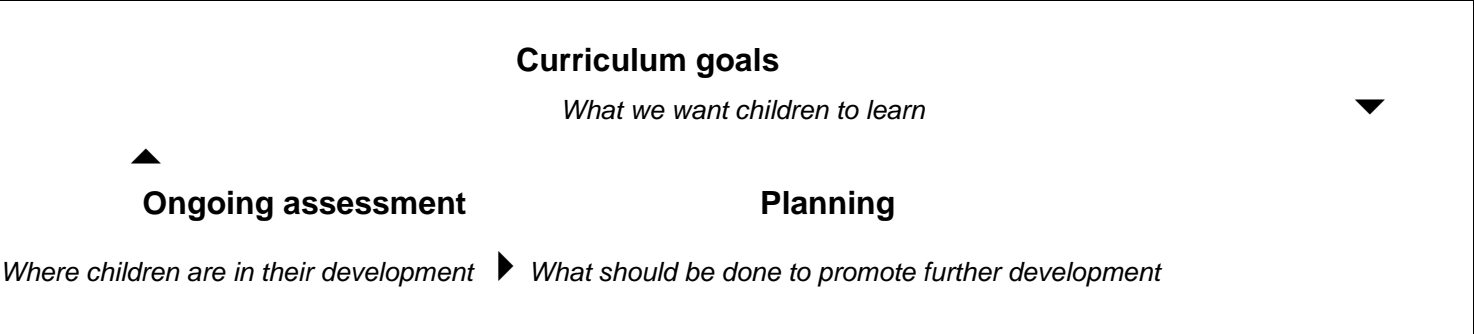 Curriculum goals
What we want children to learn
Ongoing assessment Planning
Where children are in their development What should be done to promote further development